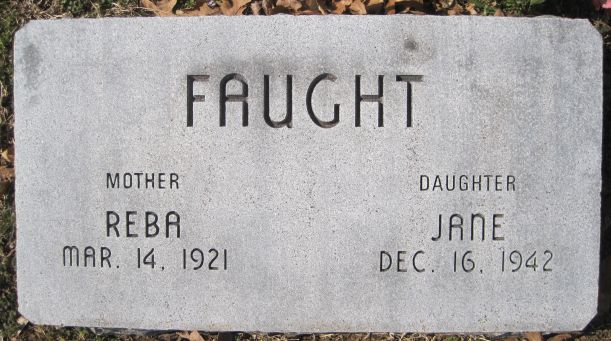 FAUGHT
MOTHER
REBA
MAR. 14, 1921
DAUGHTER
JANE
DEC. 16, 1942